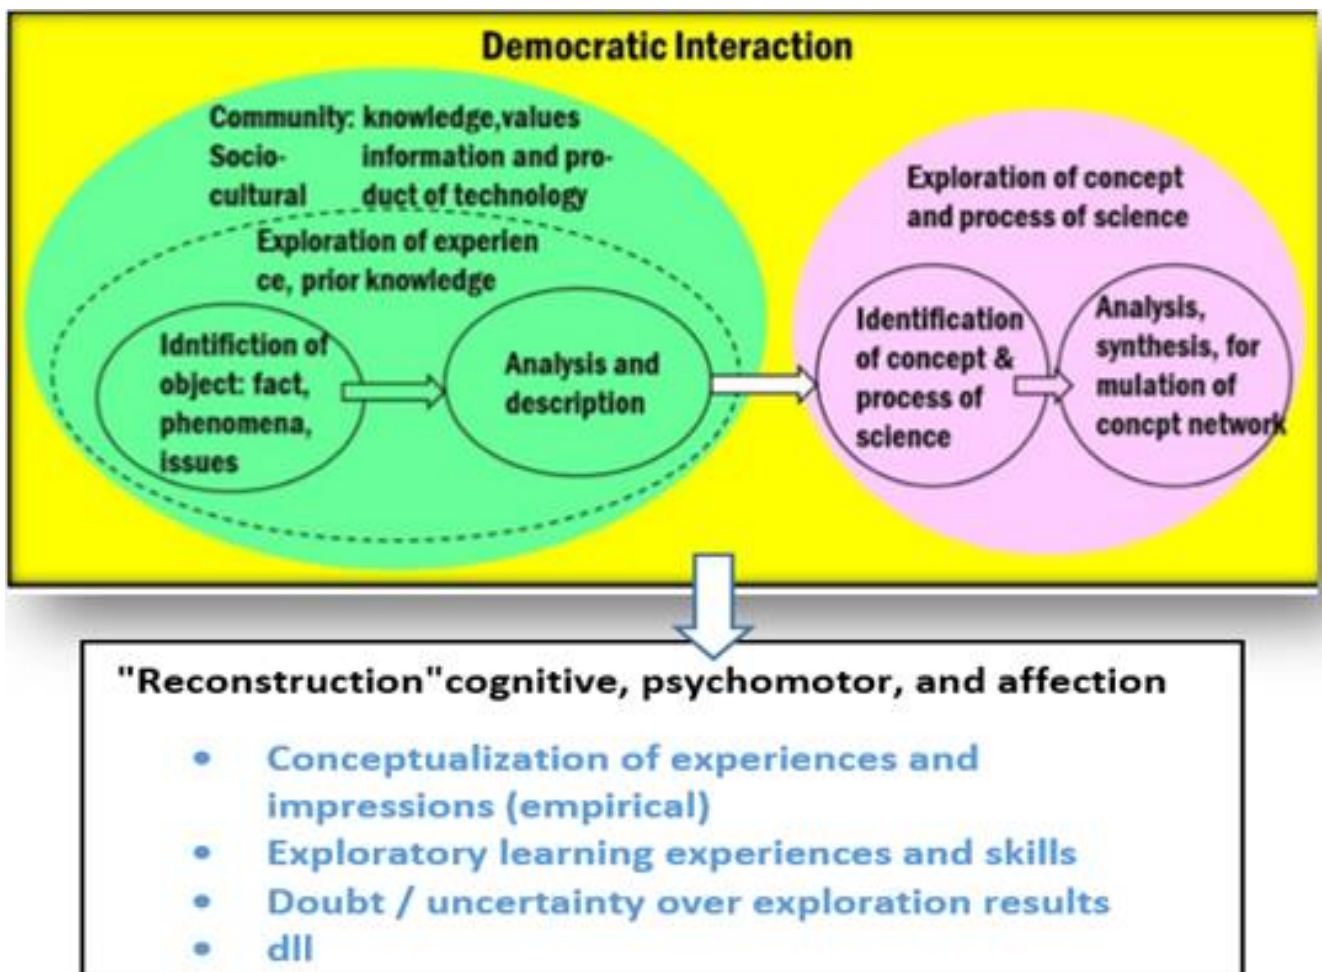 Democratic Interaction
Community: knowledge,values
Socio- information and pro-
cultural duct of technology
Exploration of experien
ce, prior knowledge
Idntifiction of
object: fact,
phenomena,
issues
Analysis and
description
Exploration of concept
and process of science
Identification
of concept &
process of
science
Analysis,
synthesis, for
mulation of
concpt network
"Reconstruction"cognitive, psychomotor, and affection
• Conceptualization of experiences and
impressions (empirical)
• Exploratory learning experiences and skills
• Doubt / uncertainty over exploration results
• dll